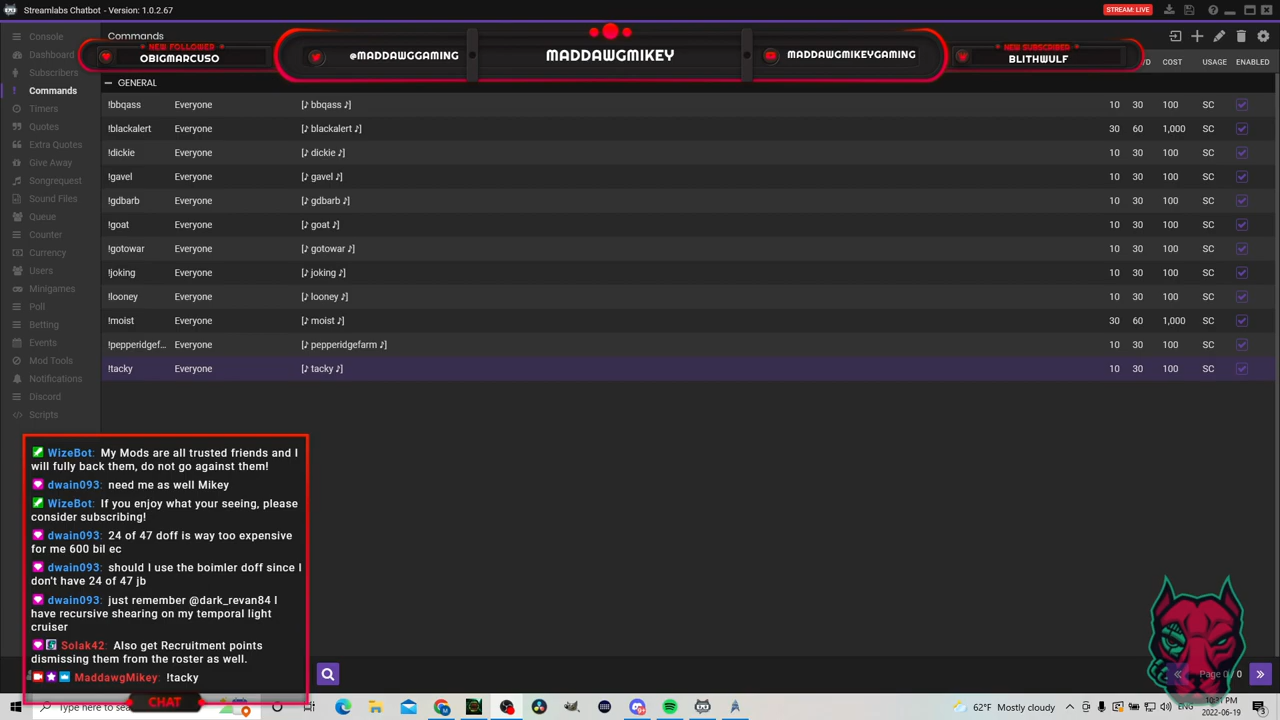 Streamlabs Chatbot - Version: 1.0.2.67
STREAM: LIVE
Console
Dashboard
Subscribers
Commands
Timers
Quotes
Extra Quotes
Give Away
Songrequest
Sound Files
Queue
Counter
Currency
Users
Minigames
Poll
Betting
Events
Mod Tools
Notifications
Discord
Scripts
Commands
NEW FOLLOWER
OBIGMARCUSO
@MADDAWGGAMING
MADDAWGMIKEY
MADDAWGMIKEYGAMING
NEW SUBSCRIBER
BLITHWULF
COST USAGE ENABLED
GENERAL
!bbqass Everyone [♪ bbqass ♪] 10 30 100 SC
!blackalert Everyone [♪ blackalert ♪] 30 60 1,000 SC
!dickie Everyone [♪ dickie ♪] 10 30 100 SC
!gavel Everyone [♪ gavel ♪] 10 30 100 SC
!gdbarb Everyone [♪ gdbarb ♪] 10 30 100 SC
!goat Everyone [♪ goat ♪] 10 30 100 SC
!gotowar Everyone [♪ gotowar ♪] 10 30 100 SC
!joking Everyone [♪ joking ♪] 10 30 100 SC
!looney Everyone [♪ looney ♪] 10 30 100 SC
!moist Everyone [♪ moist ♪] 30 60 1,000 SC
!pepperidgef... Everyone [♪ pepperidgefarm ♪] 10 30 100 SC
!tacky Everyone [♪ tacky ♪] 10 30 100 SC
WizeBot: My Mods are all trusted friends and I
will fully back them, do not go against them!
dwain093: need me as well Mikey
WizeBot: If you enjoy what your seeing, please
consider subscribing!
dwain093: 24 of 47 doff is way too expensive
for me 600 bil ec
dwain093: should I use the boimler doff since I
don't have 24 of 47 jb
dwain093: just remember @dark_revan84 I
have recursive shearing on my temporal light
cruiser
Solak42: Also get Recruitment points
dismissing them from the roster as well.
MaddawgMikey: !tacky
CHAT
Page 0 / 0
Type here to sea
62°F Mostly cloudy
10:31 PM
2022-06-19